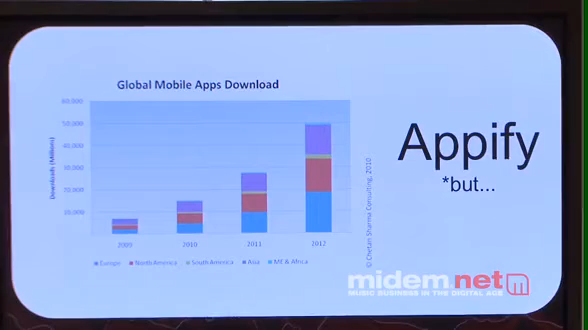 Global Mobile Apps Download
Appify
*but...
Downloads (Millions)
60,000
50,000
40,000
30,000
20,000
10,000
2009
2010
2011
2012
Europe
North America
South America
Asia
ME & Africa
© Chetan Sharma Consulting, 2010
midem.net
MUSIC BUSINESS IN THE DIGITAL AGE